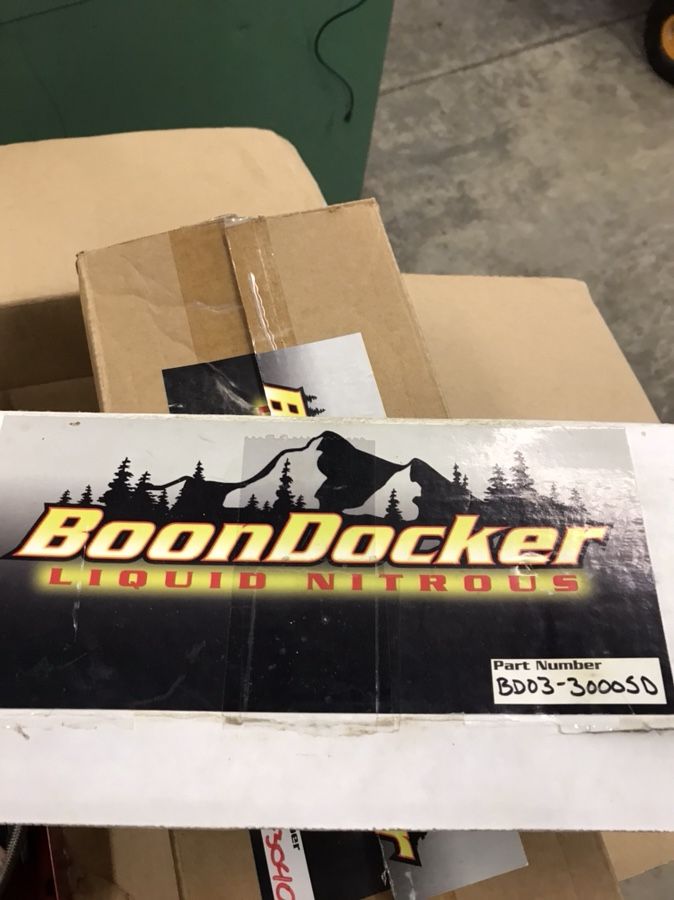 BoonDocker
LIQUID NITROUS
Part Number
BD03-3000SD